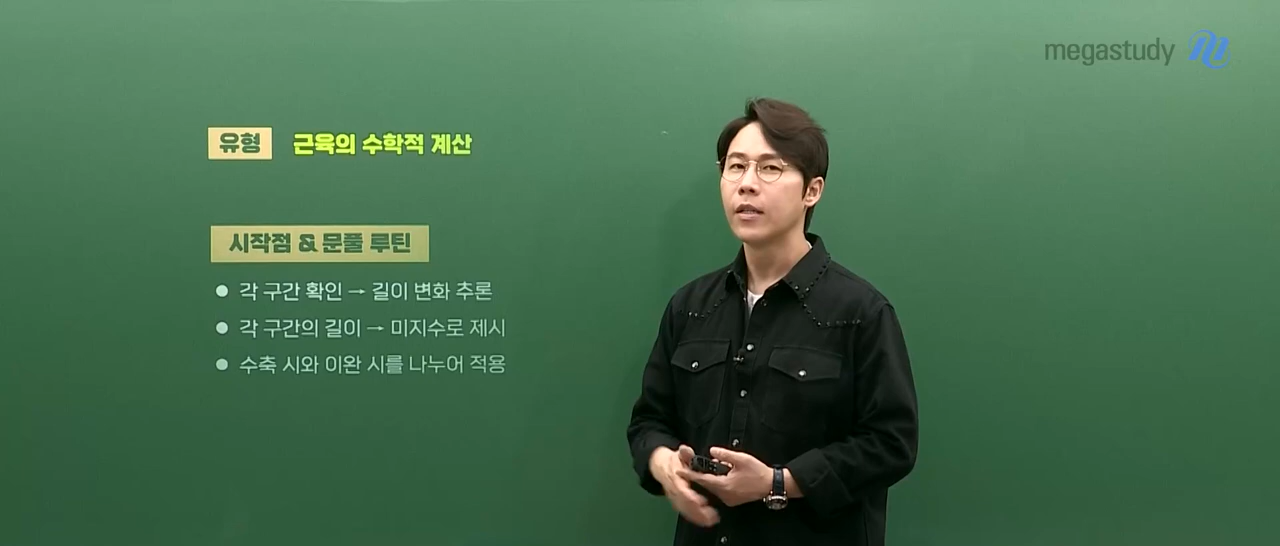 megastudy
유형 근육의 수학적 계산
시작점 & 문풀 루틴
● 각 구간 확인 → 길이 변화 추론
● 각 구간의 길이 → 미지수로 제시
● 수축 시와 이완 시를 나누어 적용